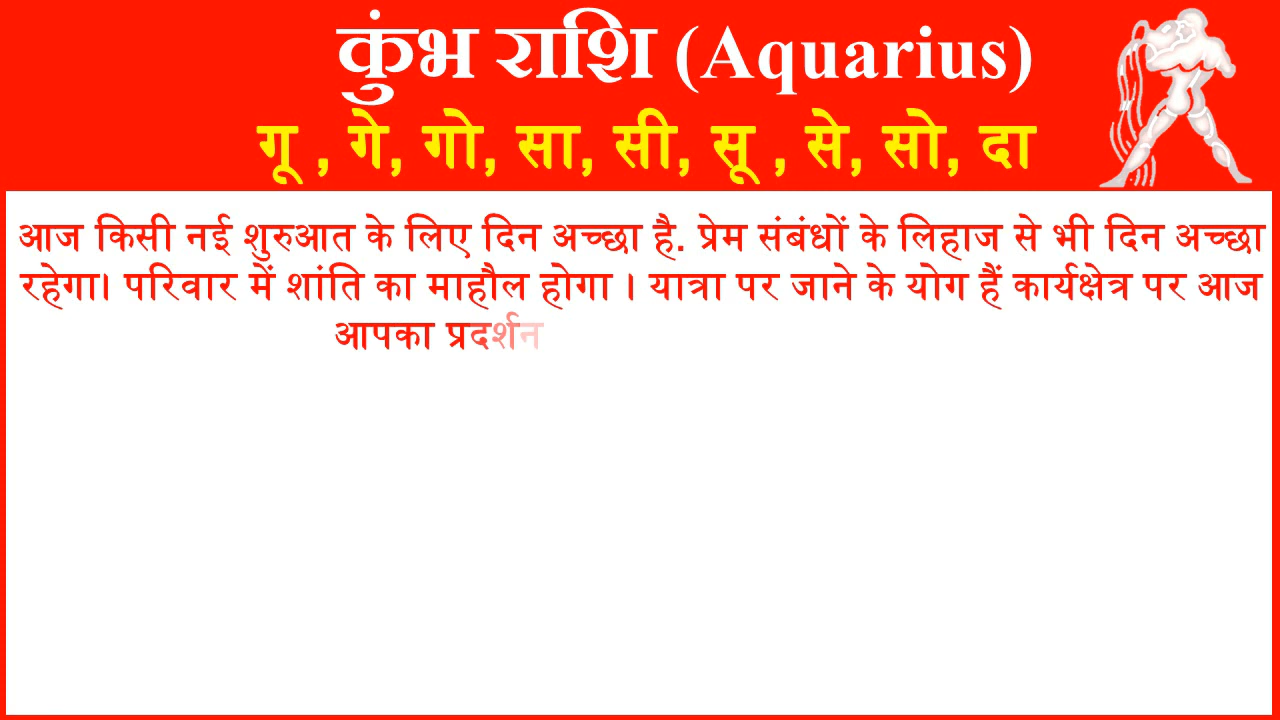 कुंभ राशि (Aquarius)
गू , गे, गो, सा, सी, सू , से, सो, दा
आज किसी नई शुरुआत के लिए दिन अच्छा है. प्रेम संबंधों के लिहाज से भी दिन अच्छा
रहेगा। परिवार में शांति का माहौल होगा । यात्रा पर जाने के योग हैं कार्यक्षेत्र पर आज
आपका प्रदर्शन